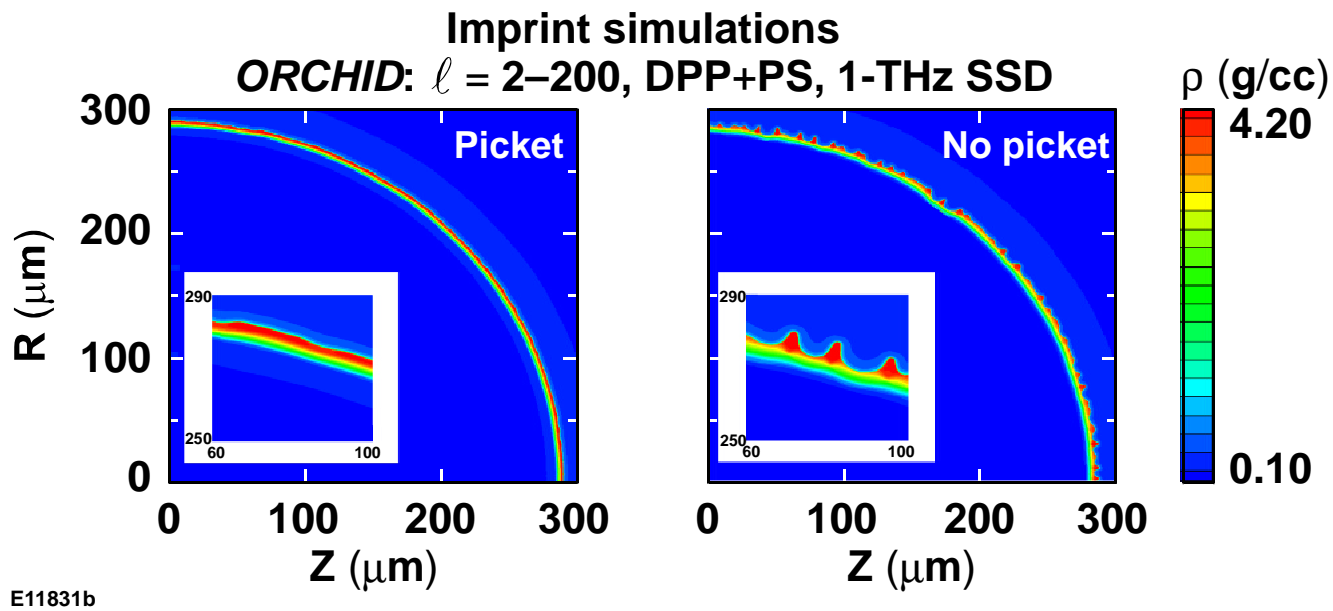 Imprint simulations
ORCHID: ℓ = 2–200, DPP+PS, 1-THz SSD
ρ (g/cc)
Picket
No picket
4.20
0.10
R (μm)
300
200
100
0
290
250
60 100
290
250
60 100
0 100 200 300
0 100 200 300
Z (μm)
Z (μm)
E11831b